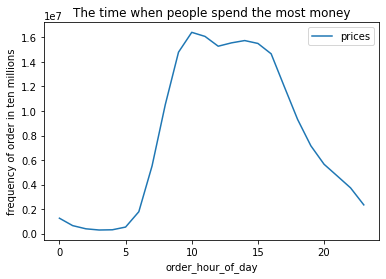 The time when people spend the most money
1e7
prices
1.6
1.4
1.2
1.0
0.8
0.6
0.4
0.2
0.0
frequency of order in ten millions
0 5 10 15 20
order_hour_of_day